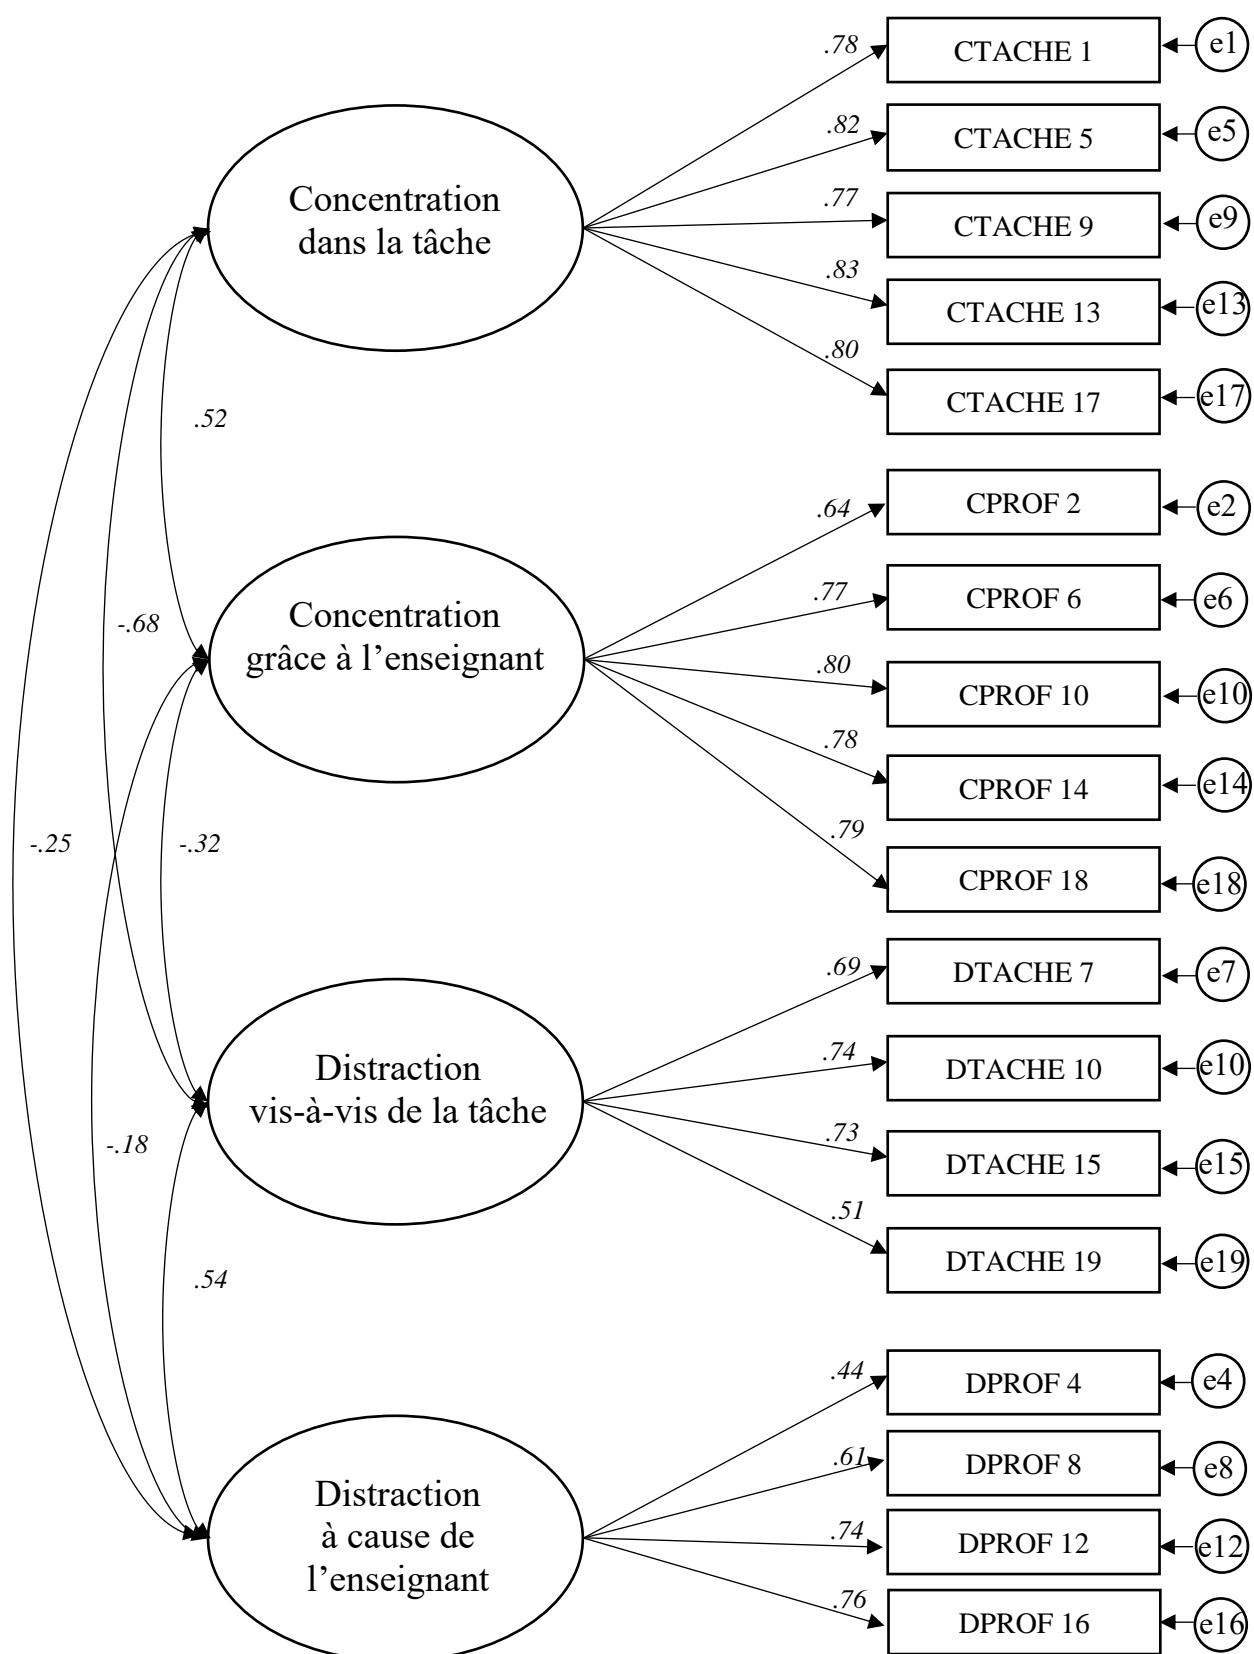 .78
CTACHE 1
e1
.82
CTACHE 5
e5
Concentration
dans la tâche
.77
CTACHE 9
e9
.83
CTACHE 13
e13
.80
CTACHE 17
e17
.52
.64
CPROF 2
e2
.77
CPROF 6
e6
Concentration
grâce à l’enseignant
-.68
.80
CPROF 10
e10
.78
CPROF 14
e14
-.25
-.32
.79
CPROF 18
e18
.69
DTACHE 7
e7
Distraction
vis-à-vis de la tâche
.74
DTACHE 10
e10
-.18
.73
DTACHE 15
e15
.51
DTACHE 19
e19
.54
.44
DPROF 4
e4
.61
DPROF 8
e8
Distraction
à cause de
l’enseignant
.74
DPROF 12
e12
.76
DPROF 16
e16